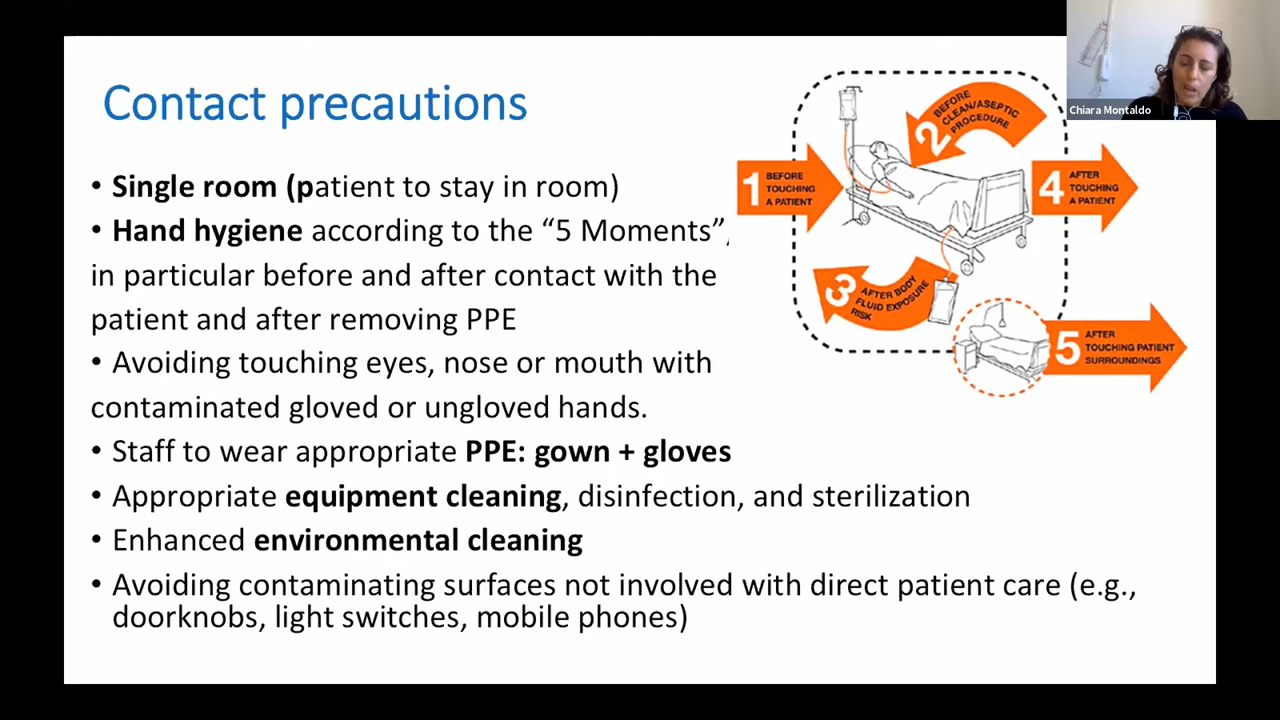 Chiara Montaldo
Contact precautions
• Single room (patient to stay in room)
• Hand hygiene according to the “5 Moments”,
in particular before and after contact with the
patient and after removing PPE
• Avoiding touching eyes, nose or mouth with
contaminated gloved or ungloved hands.
• Staff to wear appropriate PPE: gown + gloves
• Appropriate equipment cleaning, disinfection, and sterilization
• Enhanced environmental cleaning
• Avoiding contaminating surfaces not involved with direct patient care (e.g.,
doorknobs, light switches, mobile phones)
1 BEFORE
TOUCHING
A PATIENT
2 BEFORE
CLEAN/ASEPTIC
PROCEDURE
3 AFTER BODY
FLUID EXPOSURE
RISK
4 AFTER
TOUCHING
A PATIENT
5 AFTER
TOUCHING PATIENT
SURROUNDINGS